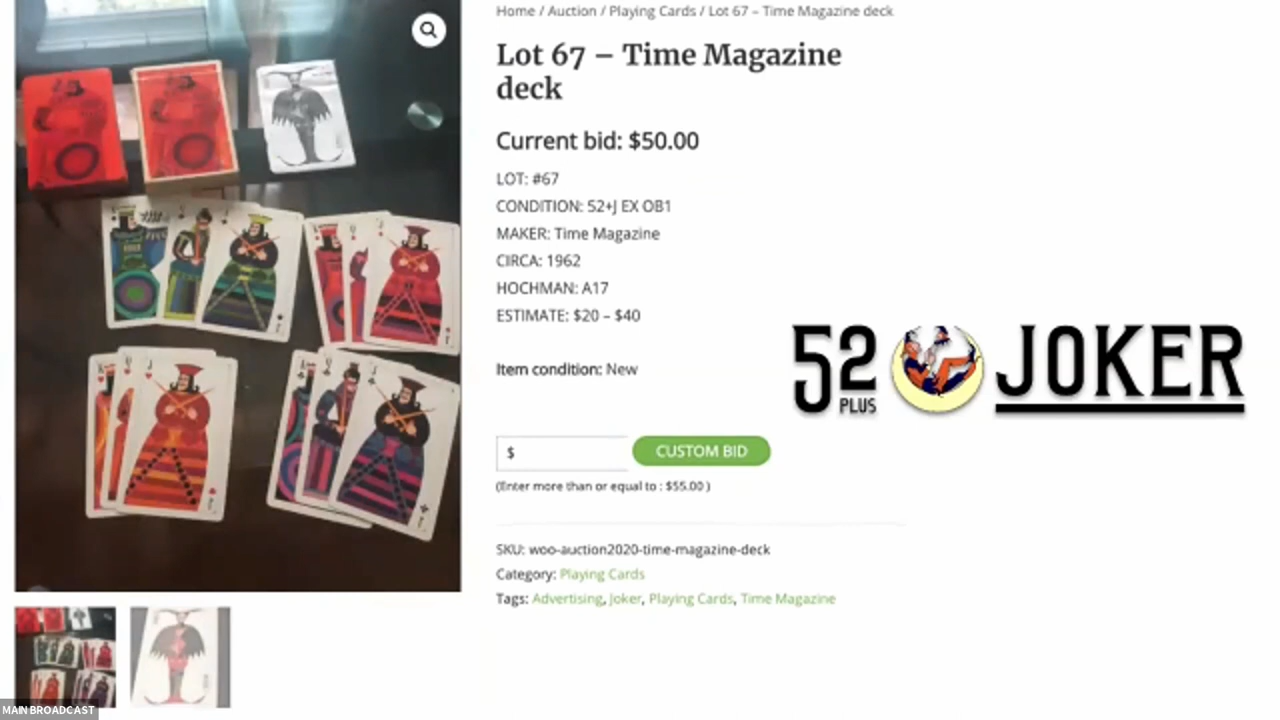 Home / Auction / Playing Cards / Lot 67 – Time Magazine deck
Lot 67 – Time Magazine
deck
Current bid: $50.00
LOT: #67
CONDITION: 52+J EX OB1
MAKER: Time Magazine
CIRCA: 1962
HOCHMAN: A17
ESTIMATE: $20 – $40
Item condition: New
52 JOKER
PLUS
$
CUSTOM BID
(Enter more than or equal to : $55.00 )
SKU: woo-auction2020-time-magazine-deck
Category: Playing Cards
Tags: Advertising, Joker, Playing Cards, Time Magazine
MAIN BROADCAST